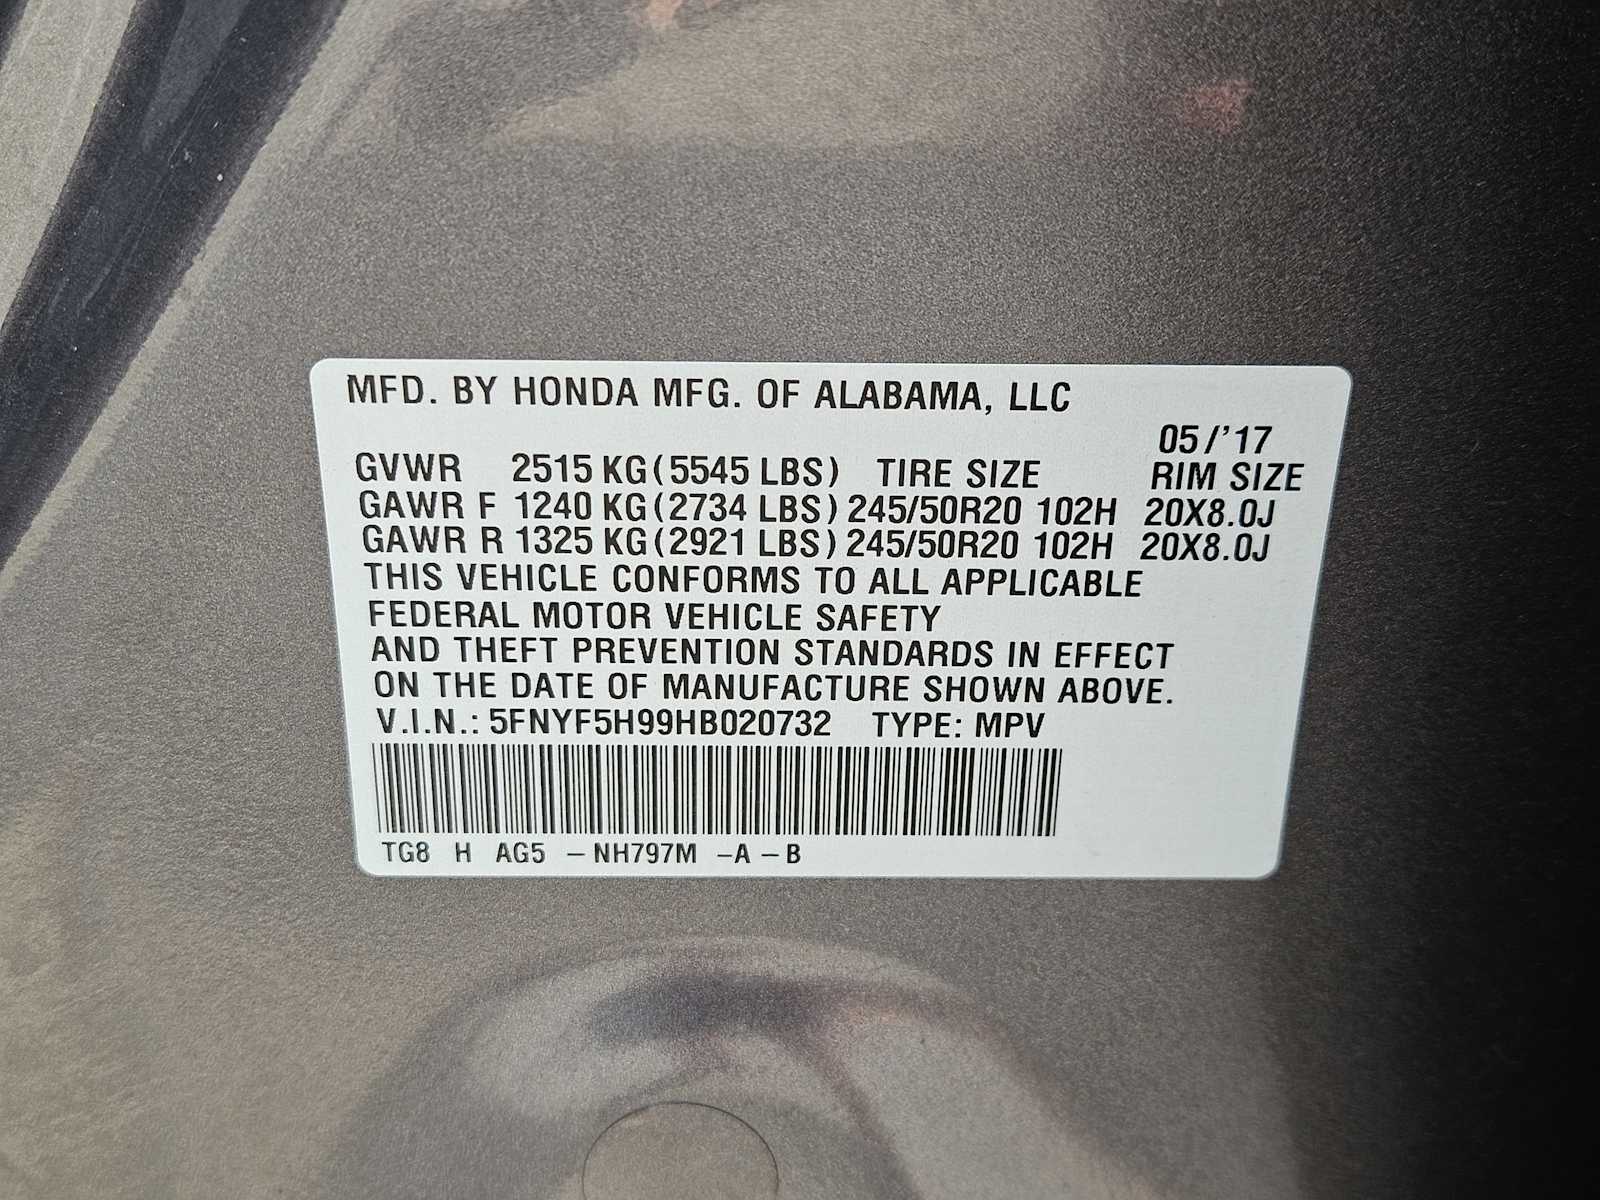 MFD. BY HONDA MFG. OF ALABAMA, LLC
05/'17
GVWR 2515 KG (5545 LBS) TIRE SIZE RIM SIZE
GAWR F 1240 KG (2734 LBS) 245/50R20 102H 20X8.0J
GAWR R 1325 KG (2921 LBS) 245/50R20 102H 20X8.0J
THIS VEHICLE CONFORMS TO ALL APPLICABLE
FEDERAL MOTOR VEHICLE SAFETY
AND THEFT PREVENTION STANDARDS IN EFFECT
ON THE DATE OF MANUFACTURE SHOWN ABOVE.
V.I.N.: 5FNYF5H99HB020732 TYPE: MPV
TG8 H AG5 – NH797M – A – B